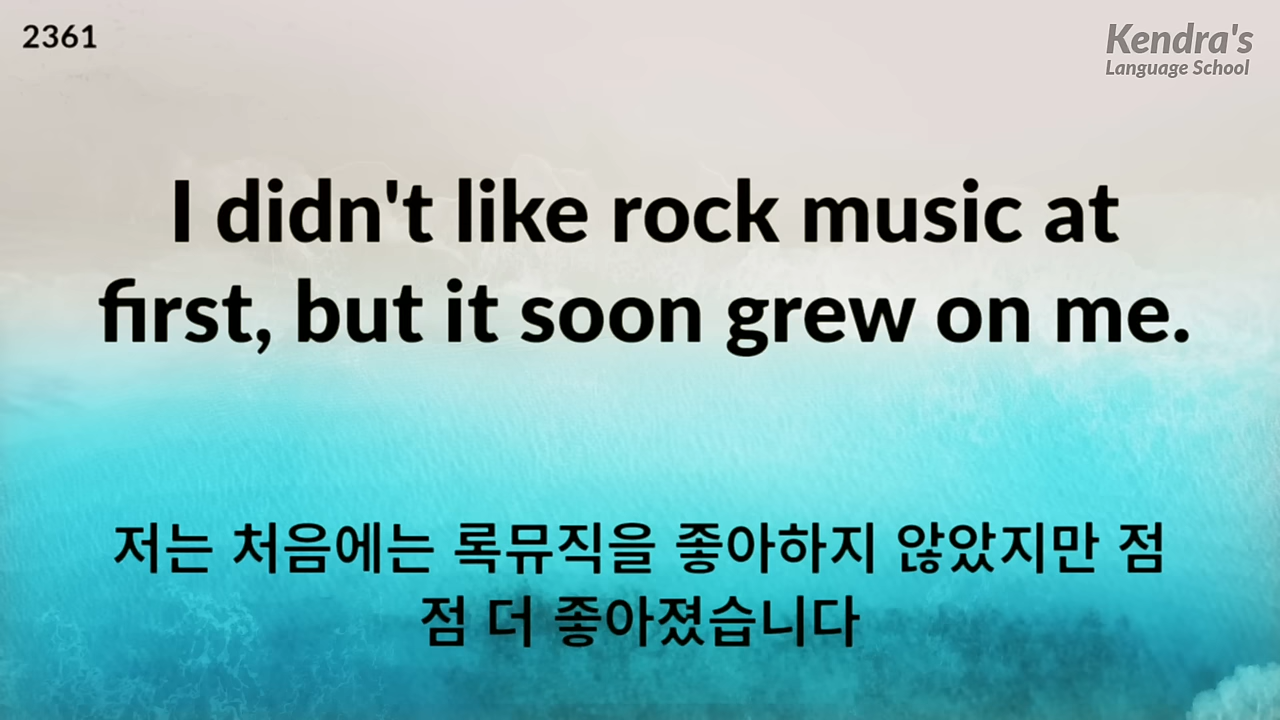 2361
Kendra's
Language School
I didn't like rock music at
first, but it soon grew on me.
저는 처음에는 록뮤직을 좋아하지 않았지만 점
점 더 좋아졌습니다